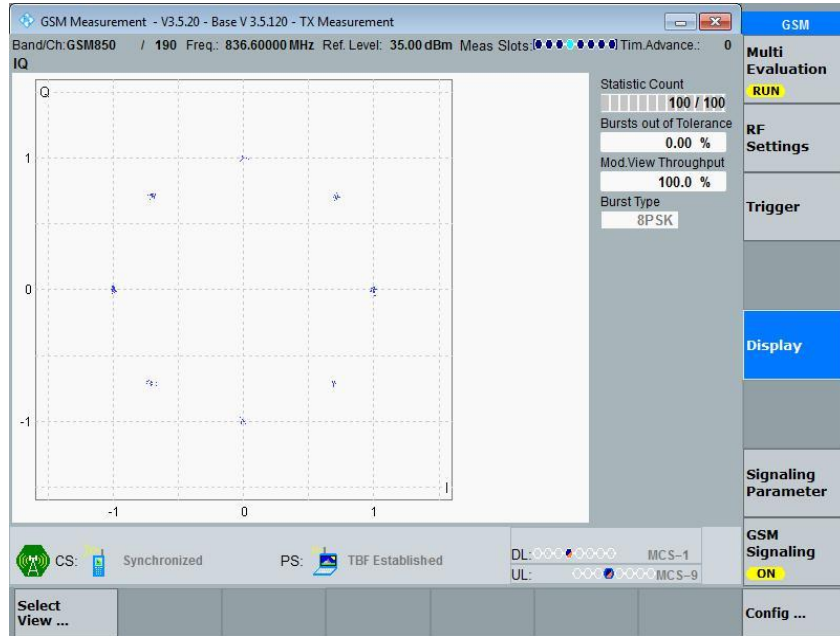 GSM Measurement - V3.5.20 - Base V 3.5.120 - TX Measurement
GSM
Band/Ch:GSM850 / 190 Freq.: 836.60000 MHz Ref. Level: 35.00 dBm Meas Slots: Tim.Advance.: 0
IQ
Multi
Evaluation
RUN
Q
1
0
-1
-1 0 1
I
Statistic Count
100 / 100
Bursts out of Tolerance
0.00 %
Mod.View Throughput
100.0 %
Burst Type
8PSK
RF
Settings
Trigger
Display
Signaling
Parameter
GSM
Signaling
ON
CS: Synchronized PS: TBF Established DL: MCS-1
UL: MCS-9
Select
View ...
Config ...